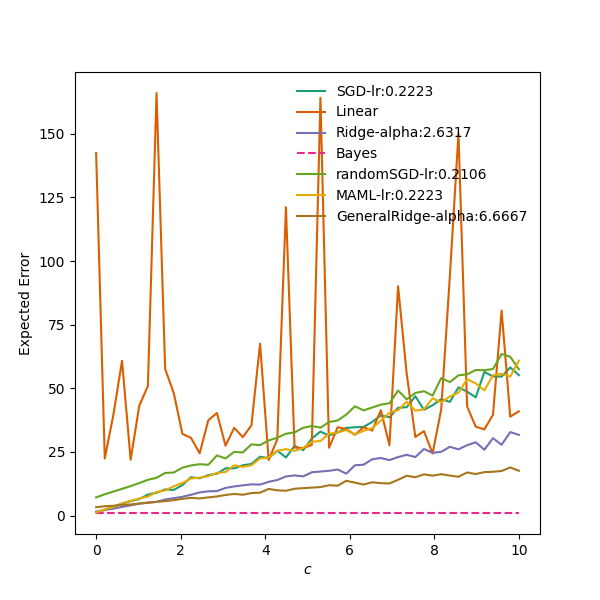 SGD-lr:0.2223
Linear
Ridge-alpha:2.6317
Bayes
randomSGD-lr:0.2106
MAML-lr:0.2223
GeneralRidge-alpha:6.6667
Expected Error
150
125
100
75
50
25
0
0 2 4 6 8 10
c